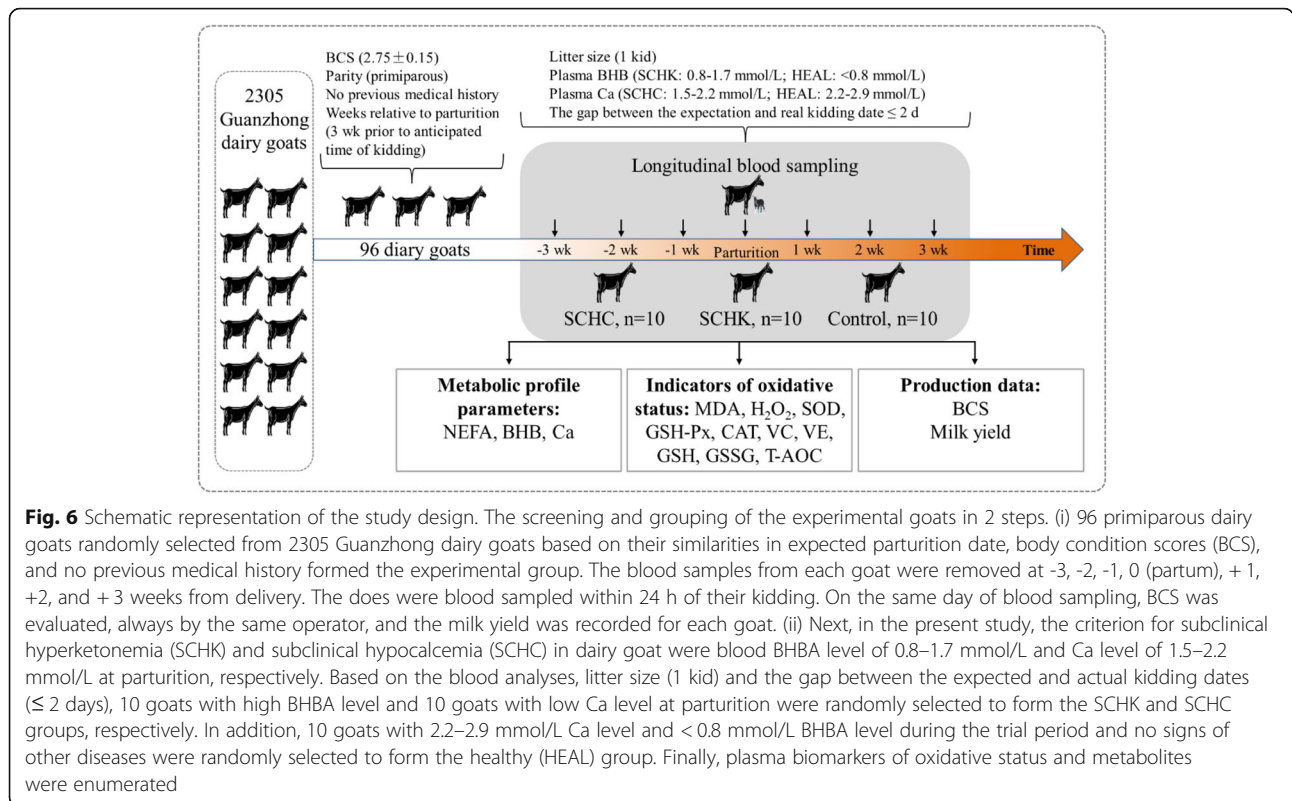 BCS (2.75±0.15)
Parity (primiparous)
No previous medical history
Weeks relative to parturition
(3 wk prior to anticipated
time of kidding)
Litter size (1 kid)
Plasma BHB (SCHK: 0.8-1.7 mmol/L; HEAL: <0.8 mmol/L)
Plasma Ca (SCHC: 1.5-2.2 mmol/L; HEAL: 2.2-2.9 mmol/L)
The gap between the expectation and real kidding date ≤ 2 d
2305
Guanzhong
dairy goats
Longitudinal blood sampling
96 diary goats
-3 wk -2 wk -1 wk Parturition 1 wk 2 wk 3 wk Time
SCHC, n=10 SCHK, n=10 Control, n=10
Metabolic profile
parameters:
NEFA, BHB, Ca
Indicators of oxidative
status: MDA, H₂O₂, SOD,
GSH-Px, CAT, VC, VE,
GSH, GSSG, T-AOC
Production data:
BCS
Milk yield
Fig. 6 Schematic representation of the study design. The screening and grouping of the experimental goats in 2 steps. (i) 96 primiparous dairy
goats randomly selected from 2305 Guanzhong dairy goats based on their similarities in expected parturition date, body condition scores (BCS),
and no previous medical history formed the experimental group. The blood samples from each goat were removed at -3, -2, -1, 0 (partum), + 1,
+2, and + 3 weeks from delivery. The does were blood sampled within 24 h of their kidding. On the same day of blood sampling, BCS was
evaluated, always by the same operator, and the milk yield was recorded for each goat. (ii) Next, in the present study, the criterion for subclinical
hyperketonemia (SCHK) and subclinical hypocalcemia (SCHC) in dairy goat were blood BHBA level of 0.8–1.7 mmol/L and Ca level of 1.5–2.2
mmol/L at parturition, respectively. Based on the blood analyses, litter size (1 kid) and the gap between the expected and actual kidding dates
(≤ 2 days), 10 goats with high BHBA level and 10 goats with low Ca level at parturition were randomly selected to form the SCHK and SCHC
groups, respectively. In addition, 10 goats with 2.2–2.9 mmol/L Ca level and < 0.8 mmol/L BHBA level during the trial period and no signs of
other diseases were randomly selected to form the healthy (HEAL) group. Finally, plasma biomarkers of oxidative status and metabolites
were enumerated